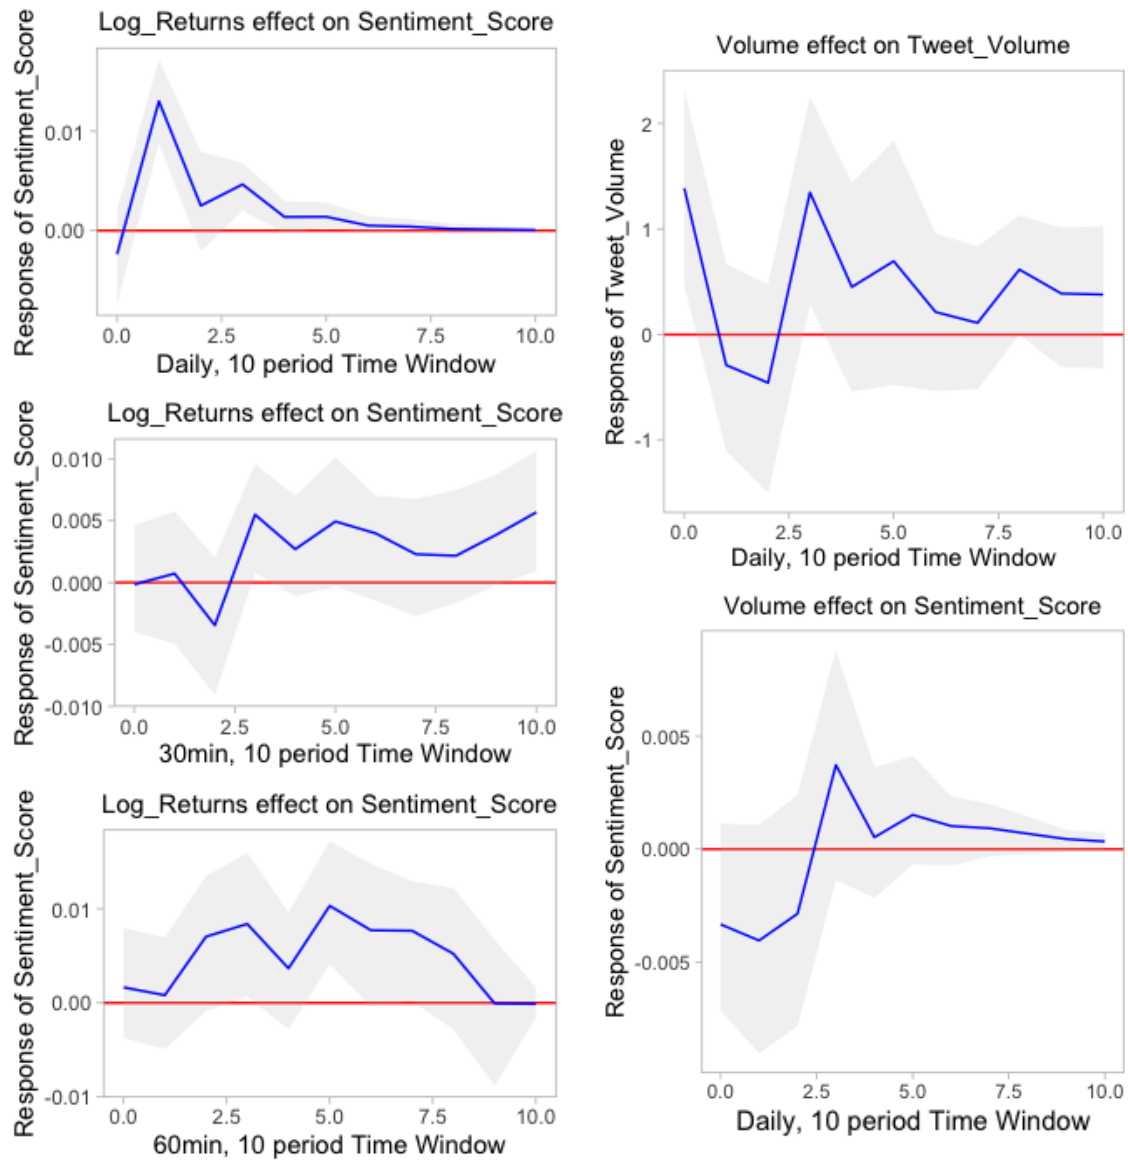 Log_Returns effect on Sentiment_Score
Response of Sentiment_Score
0.01
0.00
0.0 2.5 5.0 7.5 10.0
Daily, 10 period Time Window
Log_Returns effect on Sentiment_Score
Response of Sentiment_Score
0.010
0.005
0.000
-0.005
-0.010
0.0 2.5 5.0 7.5 10.0
30min, 10 period Time Window
Log_Returns effect on Sentiment_Score
Response of Sentiment_Score
0.01
0.00
-0.01
0.0 2.5 5.0 7.5 10.0
60min, 10 period Time Window
Volume effect on Tweet_Volume
Response of Tweet_Volume
2
1
0
-1
0.0 2.5 5.0 7.5 10.0
Daily, 10 period Time Window
Volume effect on Sentiment_Score
Response of Sentiment_Score
0.005
0.000
-0.005
0.0 2.5 5.0 7.5 10.0
Daily, 10 period Time Window